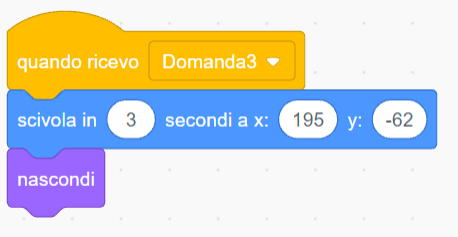 quando ricevo Domanda3
scivola in 3 secondi a x: 195 y: -62
nascondi